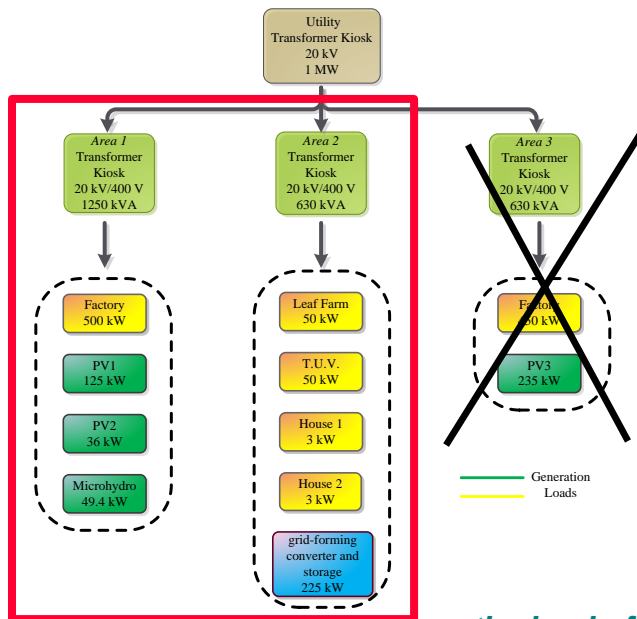 Utility
Transformer Kiosk
20 kV
1 MW
Area 1
Transformer
Kiosk
20 kV/400 V
1250 kVA
Area 2
Transformer
Kiosk
20 kV/400 V
630 kVA
Area 3
Transformer
Kiosk
20 kV/400 V
630 kVA
Factory
500 kW
PV1
125 kW
PV2
36 kW
Microhydro
49.4 kW
Leaf Farm
50 kW
T.U.V.
50 kW
House 1
3 kW
House 2
3 kW
grid-forming
converter and
storage
225 kW
Factory
kW
PV3
235 kW
Generation
Loads